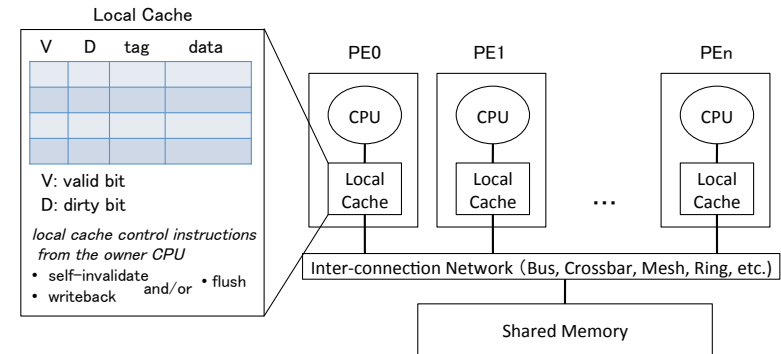 Local Cache
V D tag data
V: valid bit
D: dirty bit
local cache control instructions
from the owner CPU
• self-invalidate
• writeback
and/or
• flush
PE0 PE1 PEn
CPU CPU CPU
Local
Cache
Local
Cache
...
Local
Cache
Inter-connection Network (Bus, Crossbar, Mesh, Ring, etc.)
Shared Memory